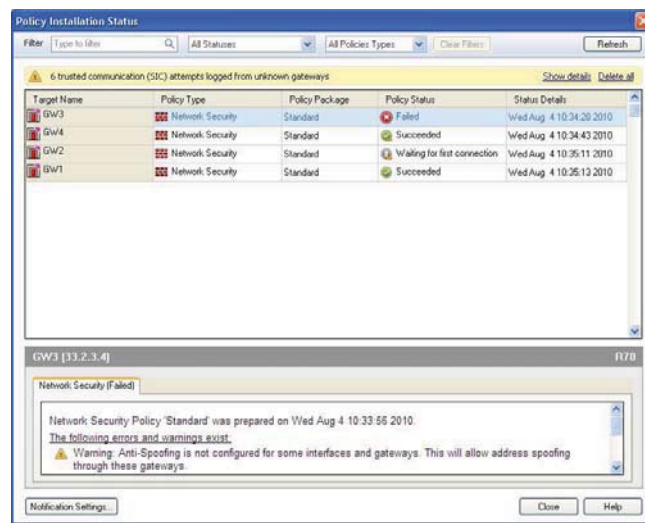 Policy Installation Status
Filter Type to filter All Statuses All Policies Types Clear Filters Refresh
6 trusted communication (SIC) attempts logged from unknown gateways Show details Delete all
Target Name Policy Type Policy Package Policy Status Status Details
GW3 Network Security Standard Failed Wed Aug 4 10:34:20 2010
GW4 Network Security Standard Succeeded Wed Aug 4 10:34:43 2010
GW2 Network Security Standard Waiting for first connection Wed Aug 4 10:35:11 2010
GW1 Network Security Standard Succeeded Wed Aug 4 10:35:13 2010
GW3 [33.2.3.4] R70
Network Security (Failed)
Network Security Policy 'Standard' was prepared on Wed Aug 4 10:33:56 2010.
The following errors and warnings exist:
Warning: Anti-Spoofing is not configured for some interfaces and gateways. This will allow address spoofing
through these gateways.
Notification Settings... Close Help